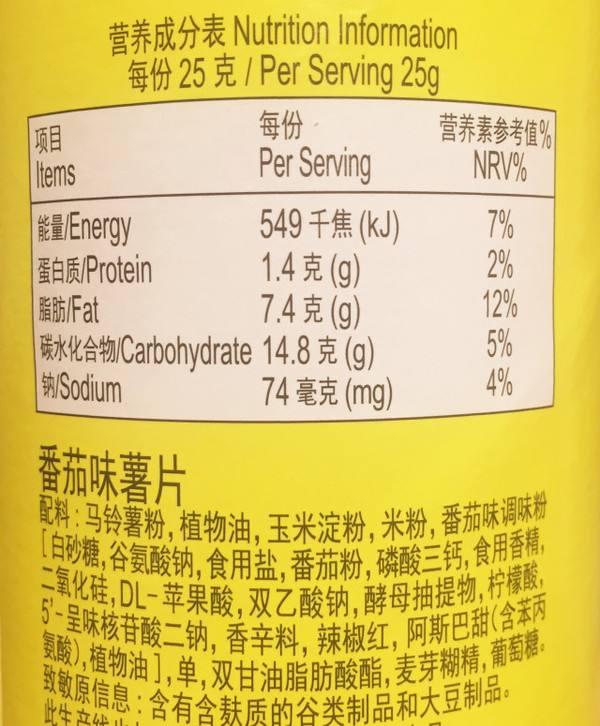 营养成分表 Nutrition Information
每份 25 克 / Per Serving 25g
项目 每份 营养素参考值%
Items Per Serving NRV%
能量/Energy 549 千焦 (kJ) 7%
蛋白质/Protein 1.4 克 (g) 2%
脂肪/Fat 7.4 克 (g) 12%
碳水化合物/Carbohydrate 14.8 克 (g) 5%
钠/Sodium 74 毫克 (mg) 4%
番茄味薯片
配料：马铃薯粉, 植物油, 玉米淀粉, 米粉, 番茄味调味粉
[白砂糖, 谷氨酸钠, 食用盐, 番茄粉, 磷酸三钙, 食用香精,
二氧化硅, DL-苹果酸, 双乙酸钠, 酵母抽提物, 柠檬酸,
5'-呈味核苷酸二钠, 香辛料, 辣椒红, 阿斯巴甜(含苯丙
氨酸), 植物油], 单, 双甘油脂肪酸酯, 麦芽糊精, 葡萄糖。
致敏原信息：含有含麸质的谷类制品和大豆制品。
此生产线